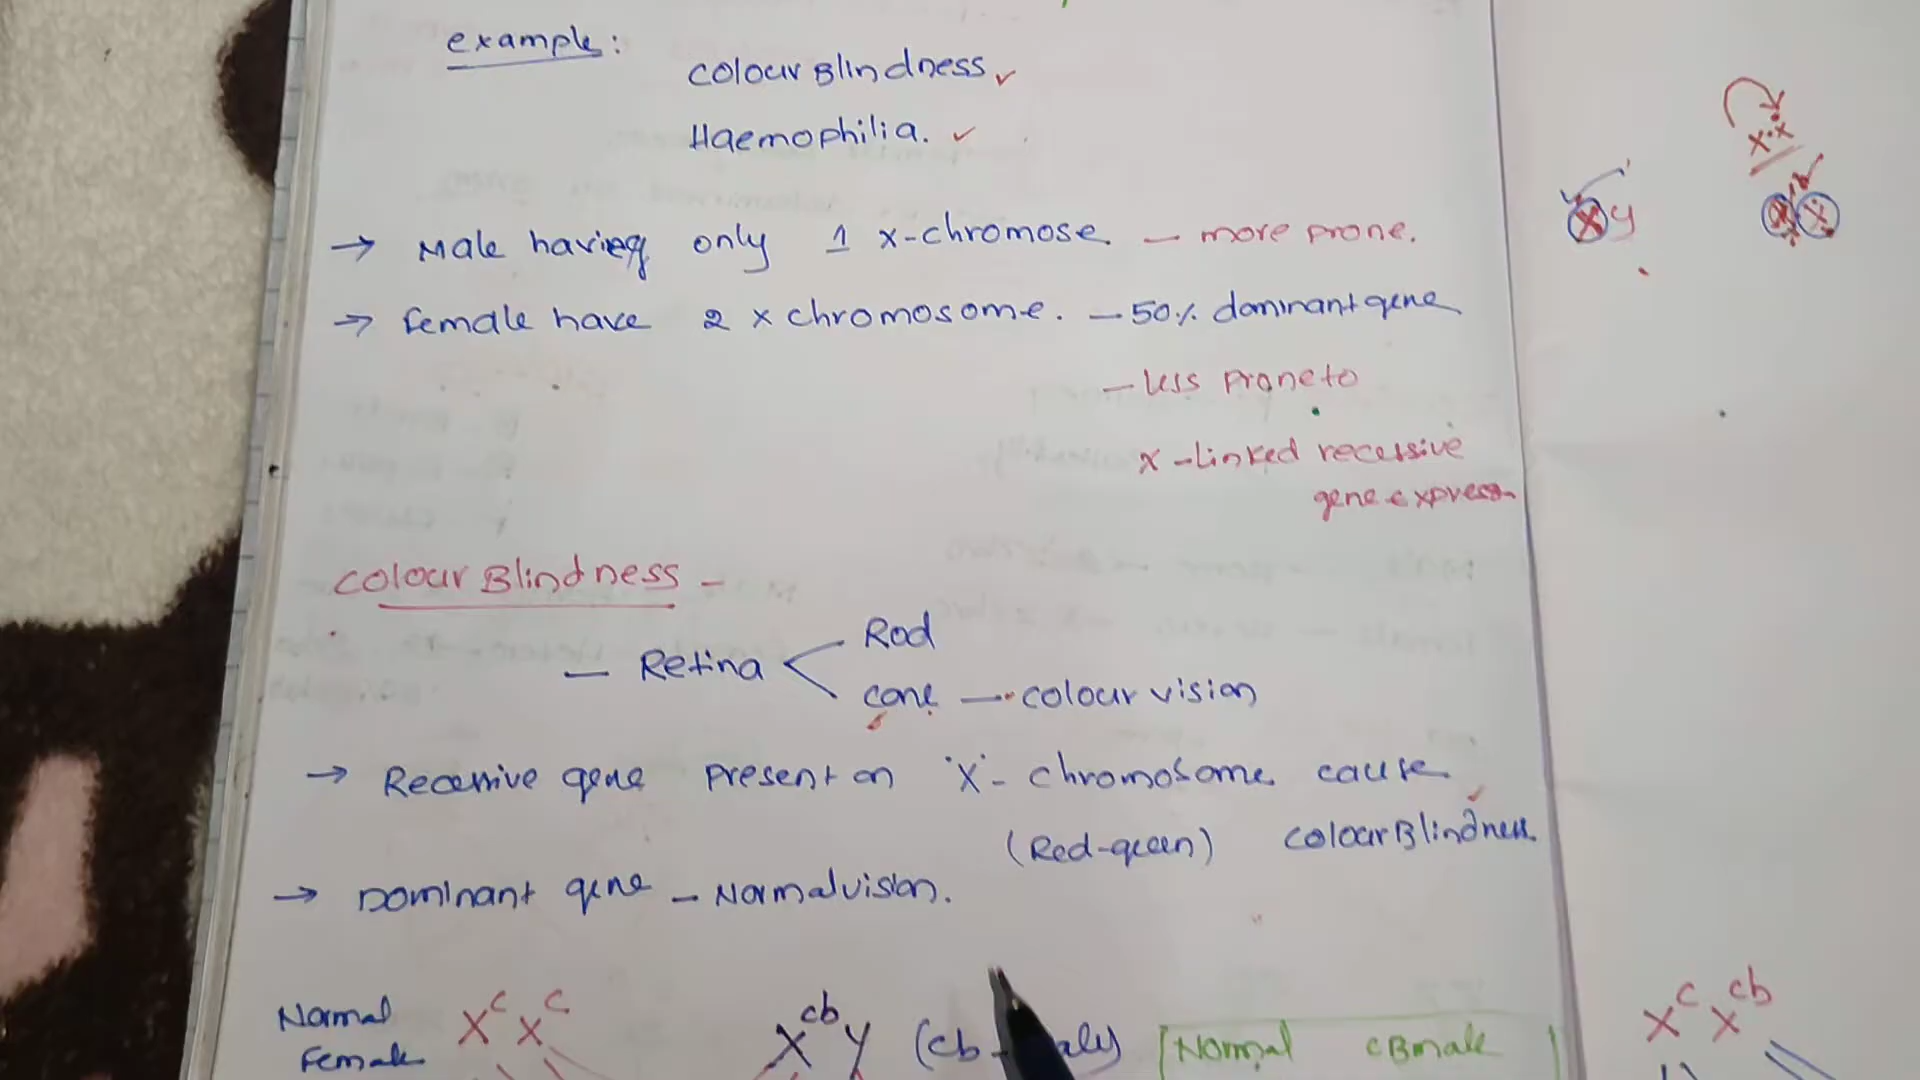 example:
Colour Blindness
Haemophilia.
→ Male having only 1 x-chromose — more prone.
→ Female have 2 x chromosome. — 50% dominant gene
— less prone to
x-linked recessive
gene express
Colour Blindness -
— Retina < Rod
cone — colour vision
→ Recessive gene present on 'X'- chromosome cause
(Red-green) colour Blindness.
→ Dominant gene - Normal vision.
Normal Female X^c X^c X^cb Y (cb - Normal CBmale
X^c X^cb
x y
x x